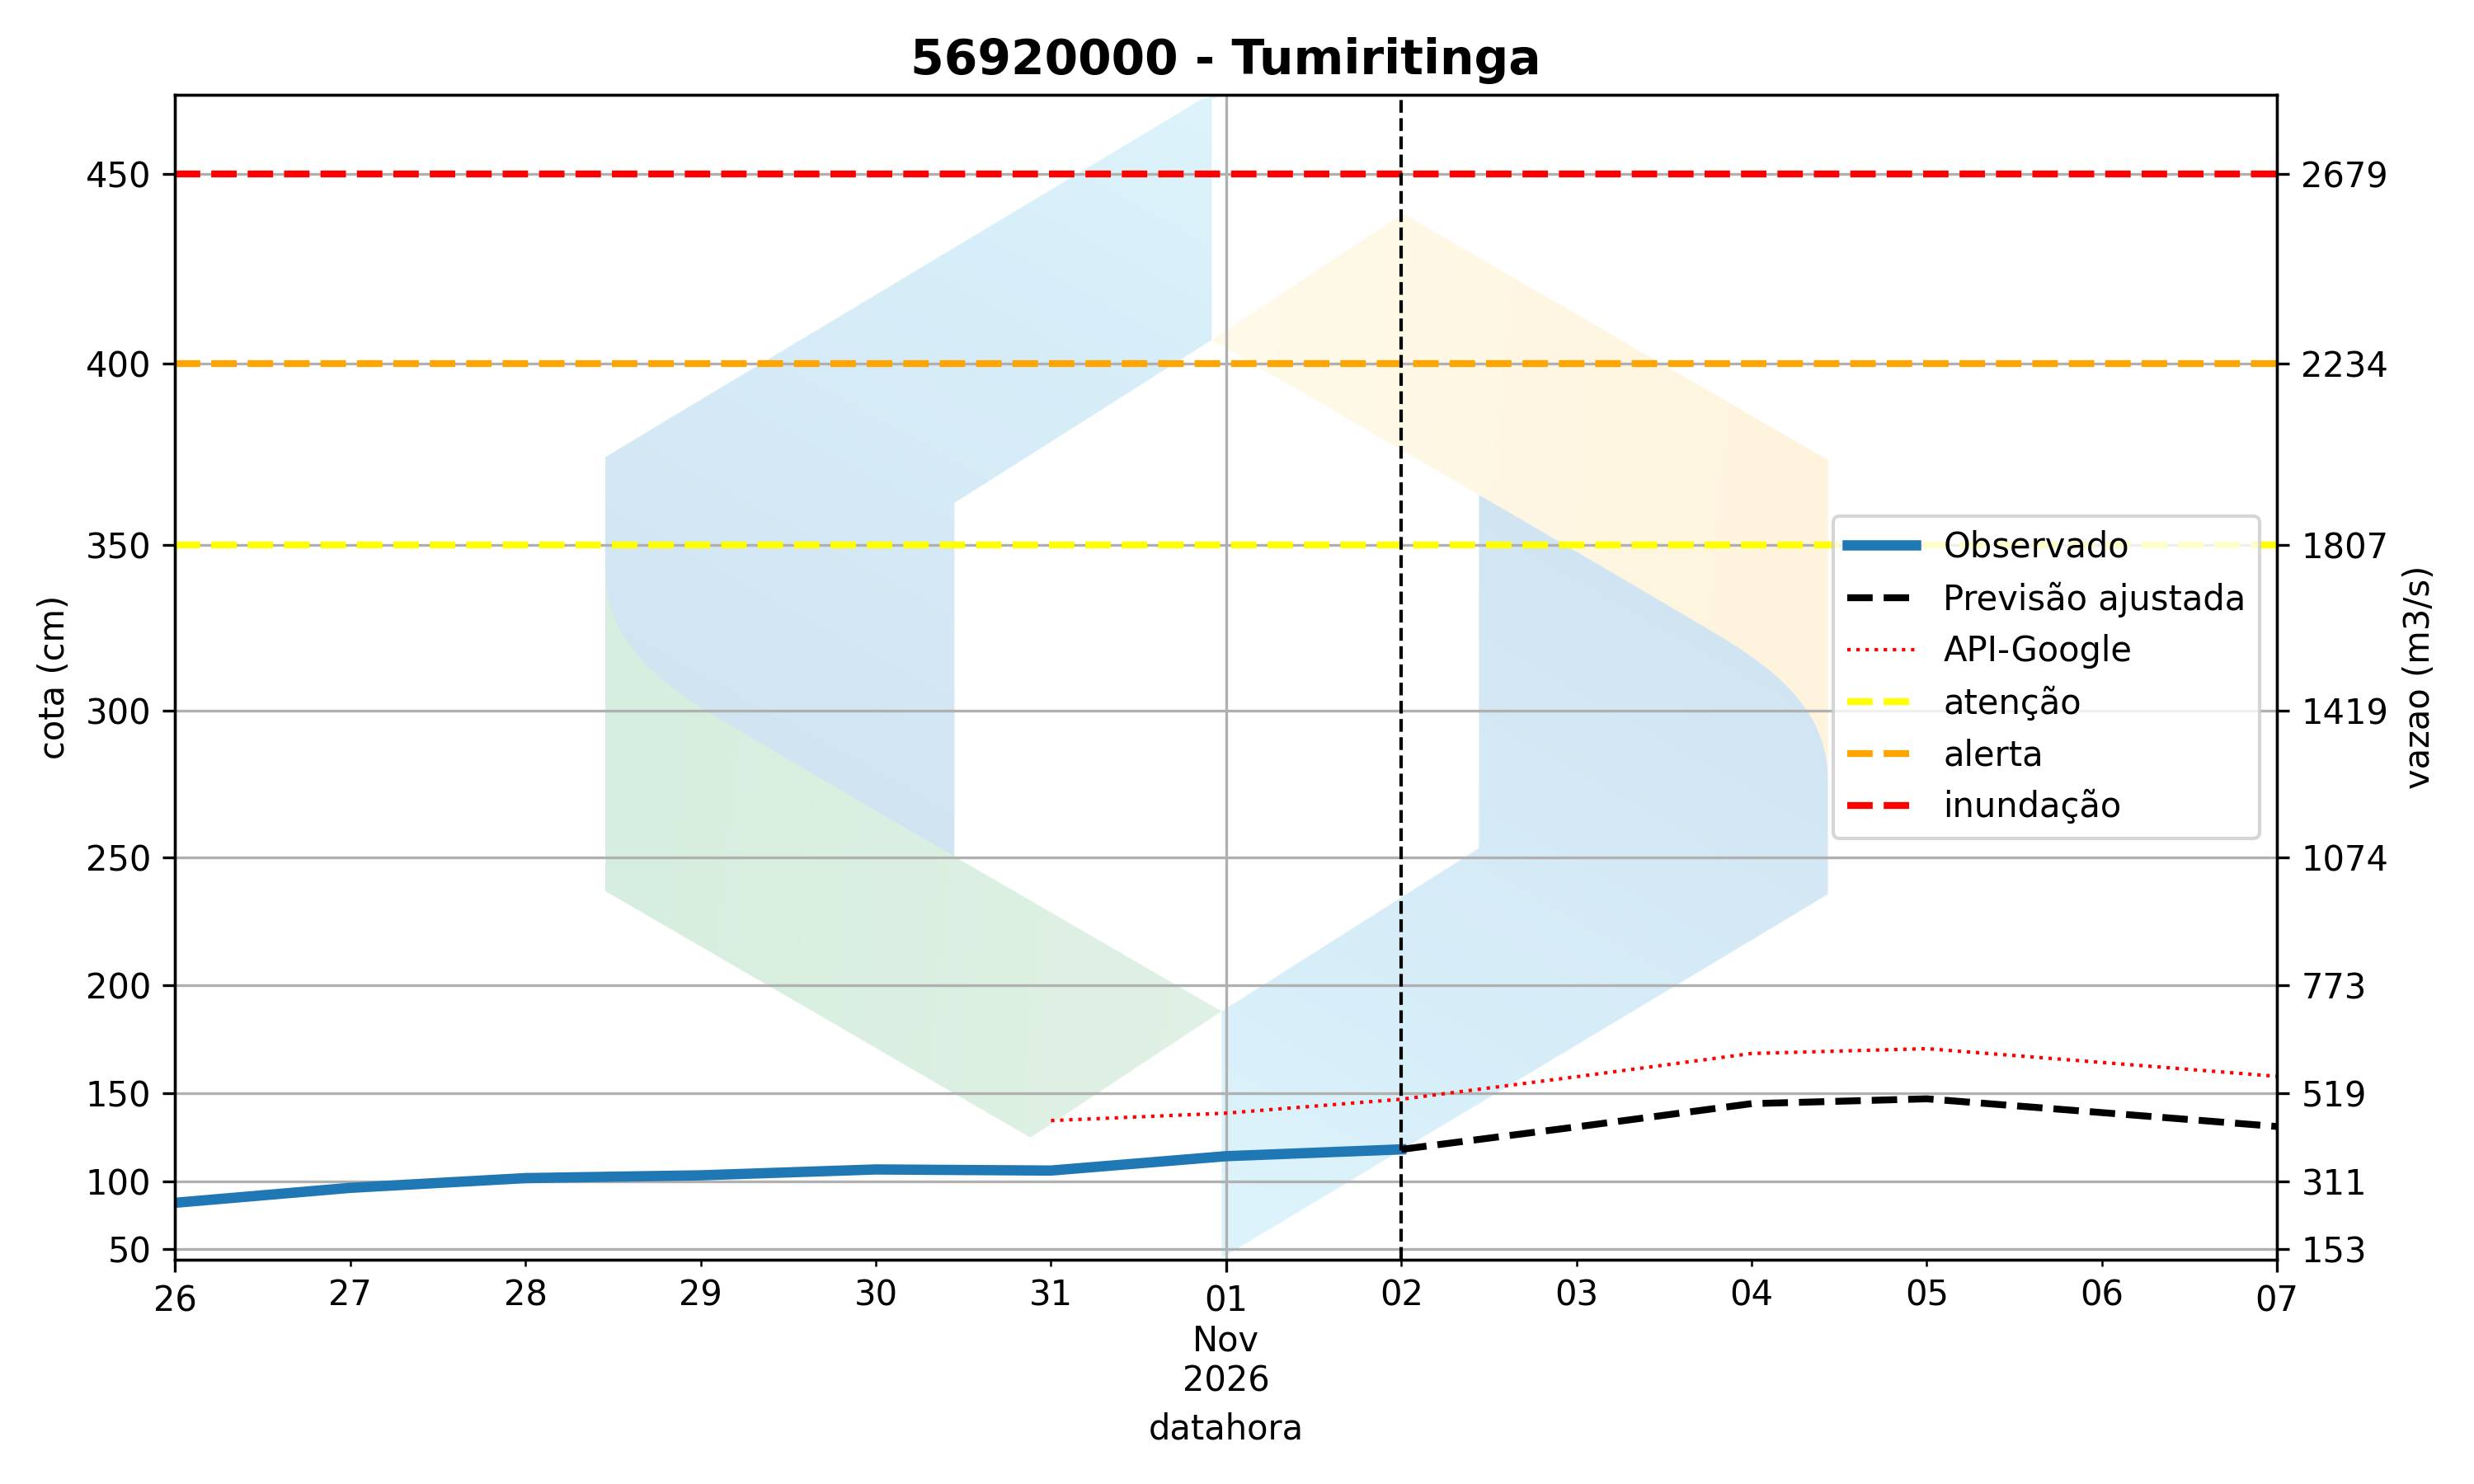 56920000 - Tumiritinga
cota (cm)
450
400
350
300
250
200
150
100
50
2679
2234
1807
1419
1074
773
519
311
153
vazao (m3/s)
Observado
Previsão ajustada
API-Google
atenção
alerta
inundação
26 27 28 29 30 31 01 02 03 04 05 06 07
Nov
2026
datahora